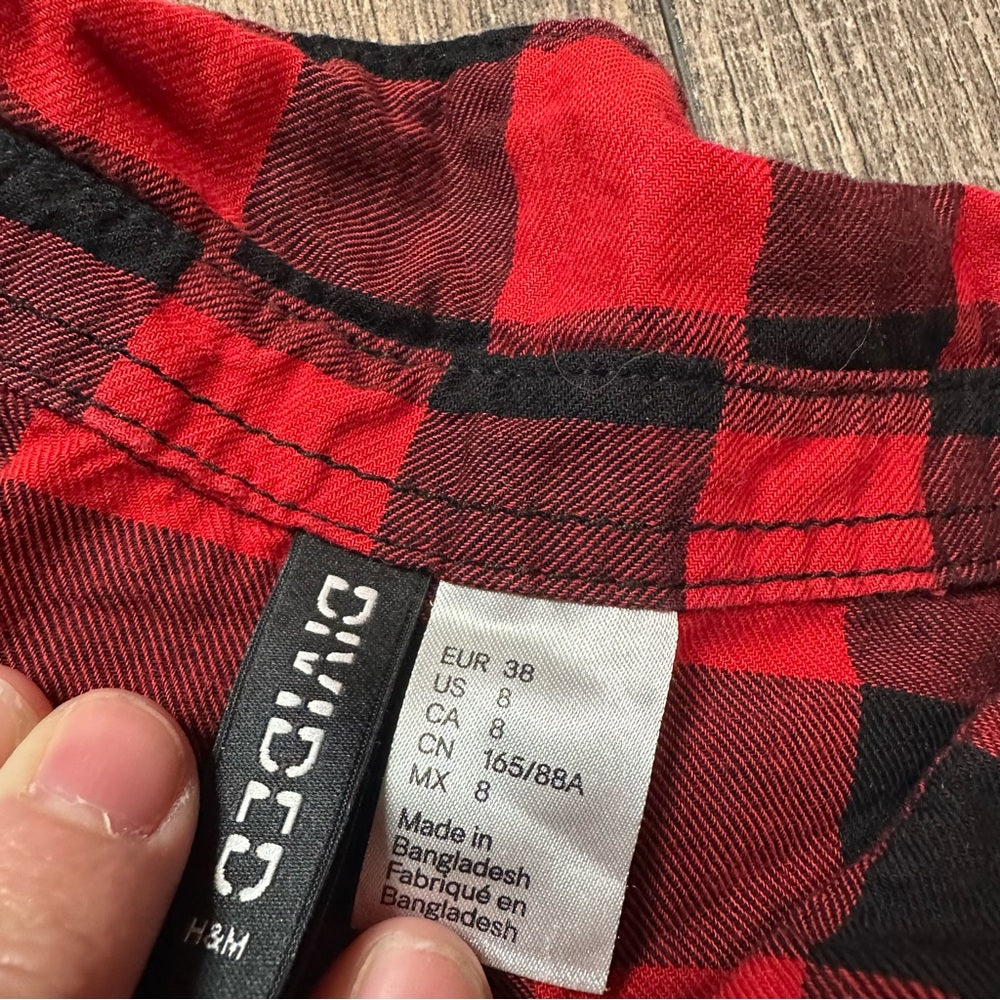 DIVIDED
H&M
EUR 38
US 8
CA 8
CN 165/88A
MX 8
Made in
Bangladesh
Fabriqué en
Bangladesh